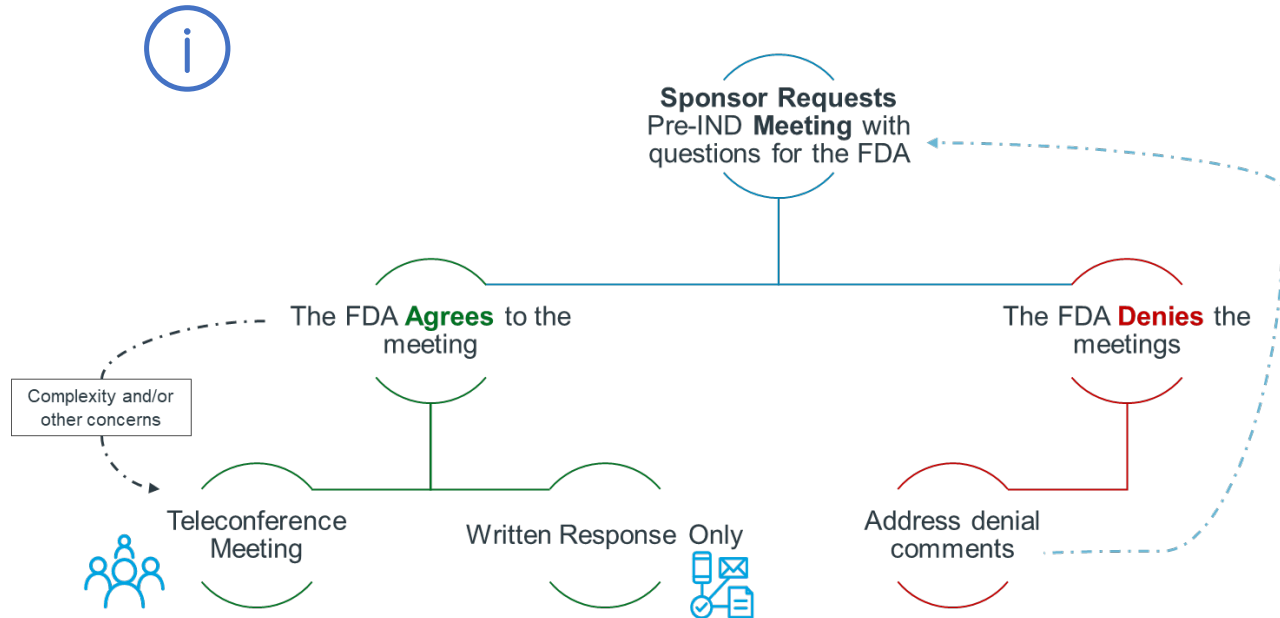 i
Sponsor Requests
Pre-IND Meeting with
questions for the FDA
The FDA Agrees to the
meeting
The FDA Denies the
meetings
Complexity and/or
other concerns
Teleconference
Meeting
Written Response Only
Address denial
comments